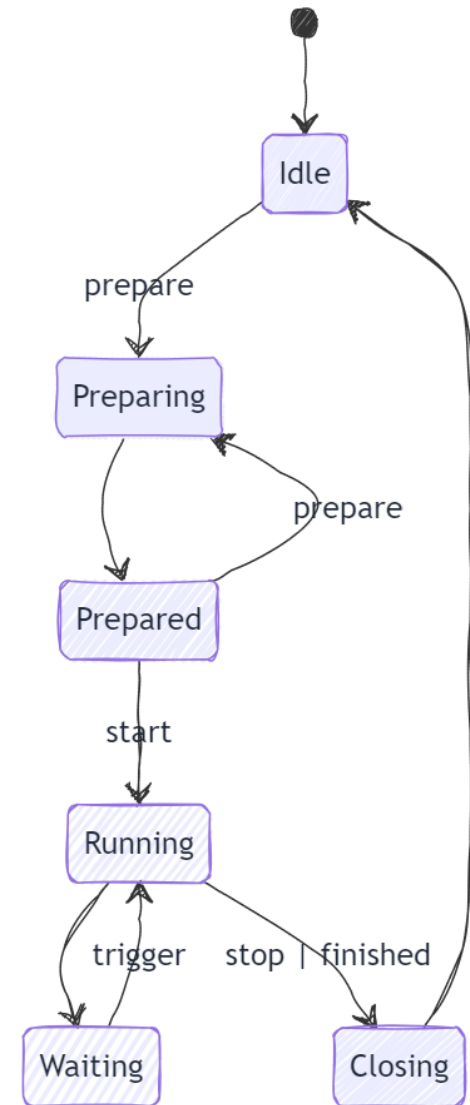 Idle
prepare
Preparing
prepare
Prepared
start
Running
trigger
stop | finished
Waiting
Closing